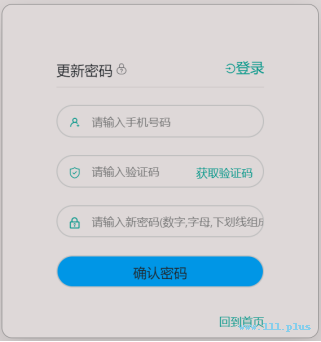 更新密码 登录
请输入手机号码
请输入验证码 获取验证码
请输入新密码(数字,字母,下划线组成
确认密码
回到首页